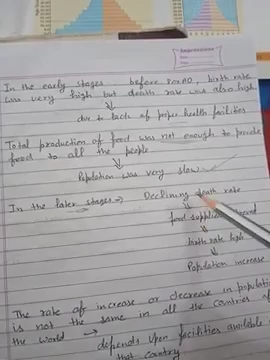 In the early stages before 1st AD, birth rate
was very high but death rate was also high
⇓
due to lack of proper health facilities
Total production of food was not enough to provide
food to all the people
⇓
Population was very slow
In the later stages ⇒ Declining death rate
⇓
food supplies
⇓
birth rate high
⇓
Population increase
The rate of increase or decrease in population
is not the same in all the countries of
the world → depends upon facilities available
that country